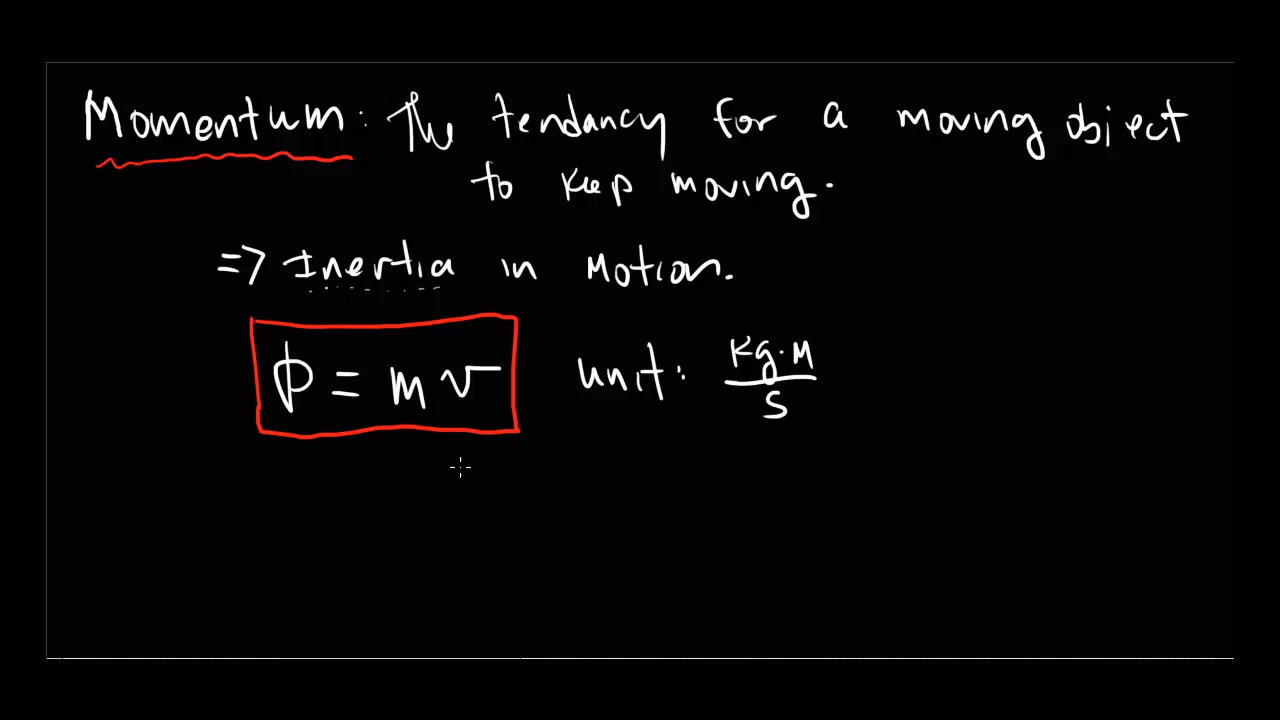 Momentum: The tendancy for a moving object
to keep moving.
=> Inertia in Motion.
p = mv unit: kg·m/s